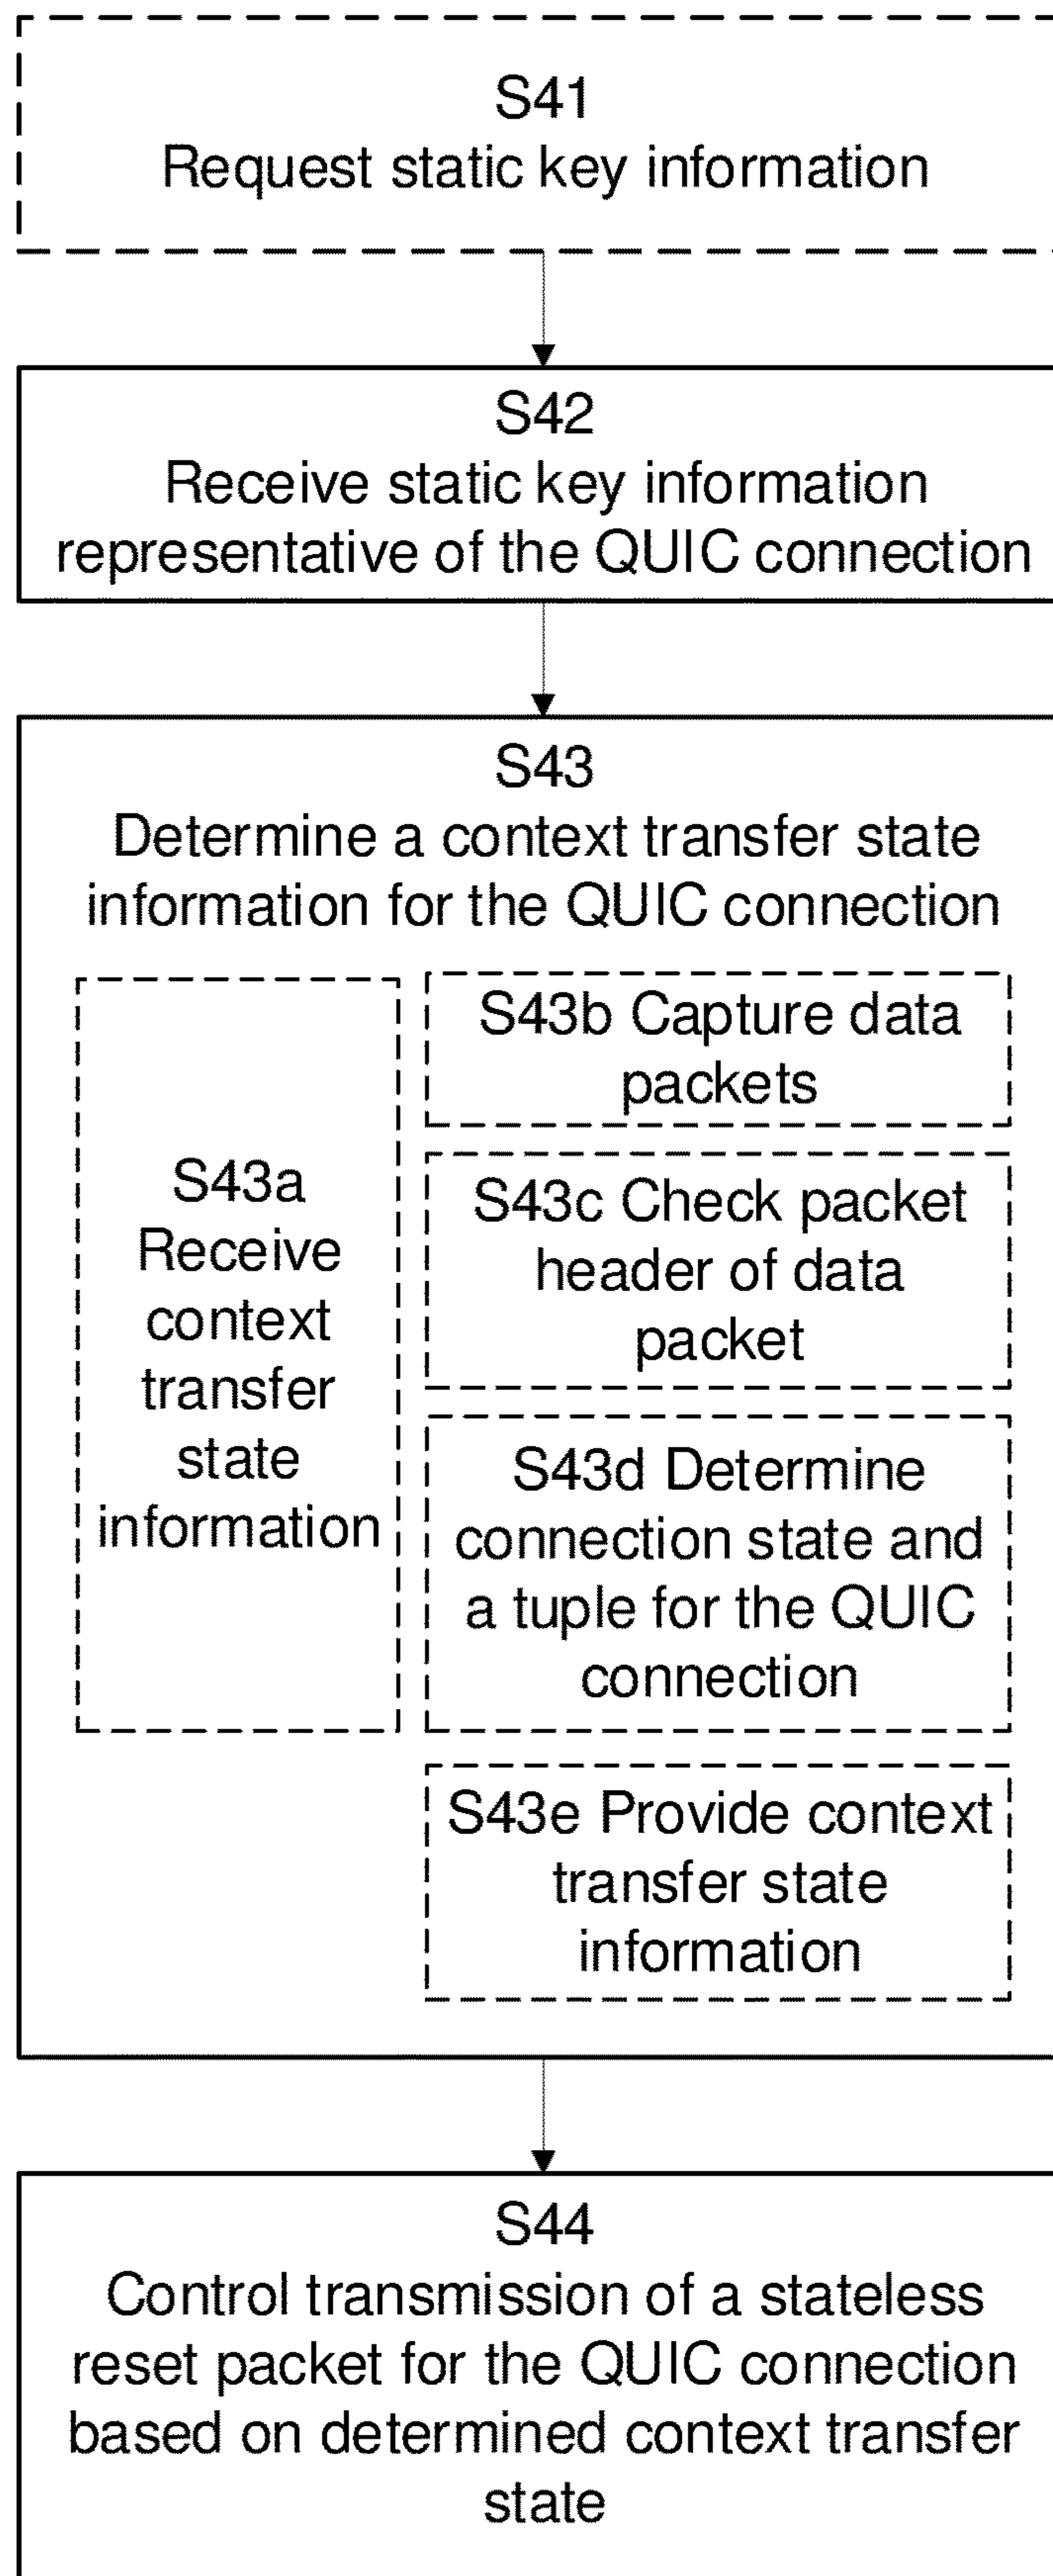 S41
Request static key information
S42
Receive static key information
representative of the QUIC connection
S43
Determine a context transfer state
information for the QUIC connection
S43a
Receive
context
transfer
state
information
S43b Capture data
packets
S43c Check packet
header of data
packet
S43d Determine
connection state and
a tuple for the QUIC
connection
S43e Provide context
transfer state
information
S44
Control transmission of a stateless
reset packet for the QUIC connection
based on determined context transfer
state